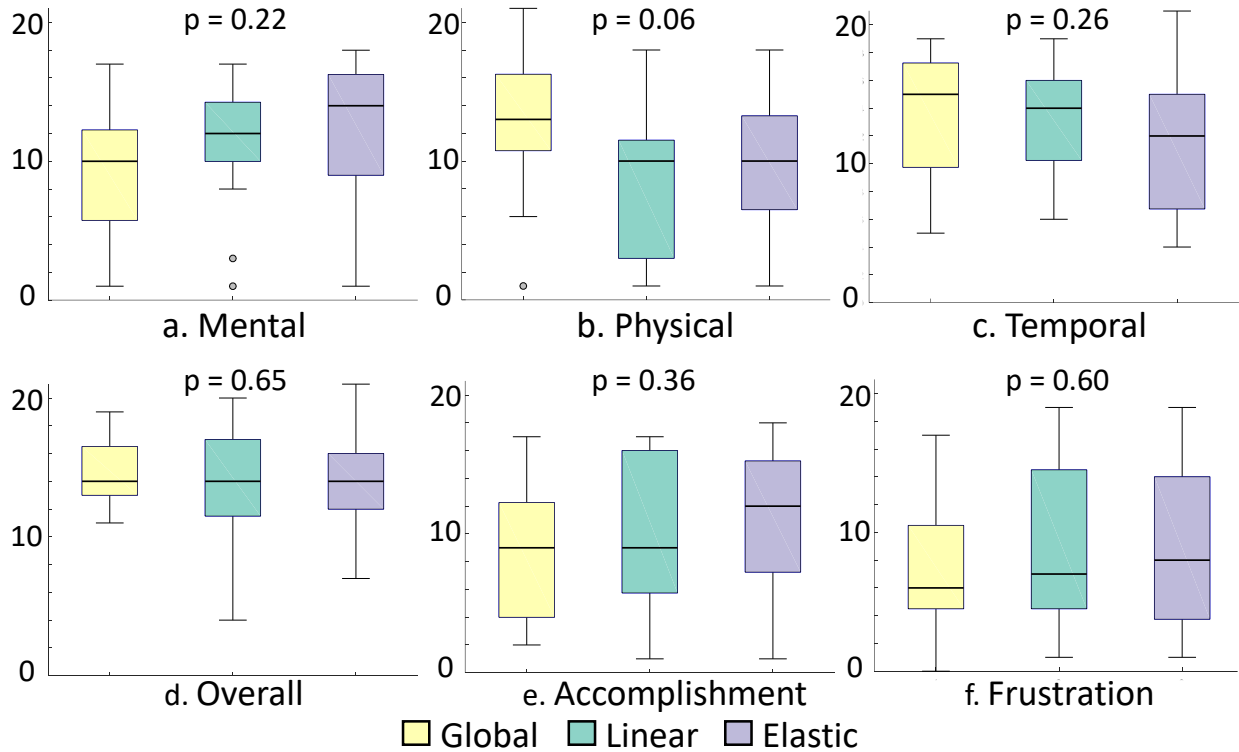 20
p = 0.22
10
0
a. Mental
20
p = 0.06
10
0
b. Physical
20
p = 0.26
10
0
c. Temporal
20
p = 0.65
10
0
d. Overall
20
p = 0.36
10
0
e. Accomplishment
20
p = 0.60
10
0
f. Frustration
Global Linear Elastic